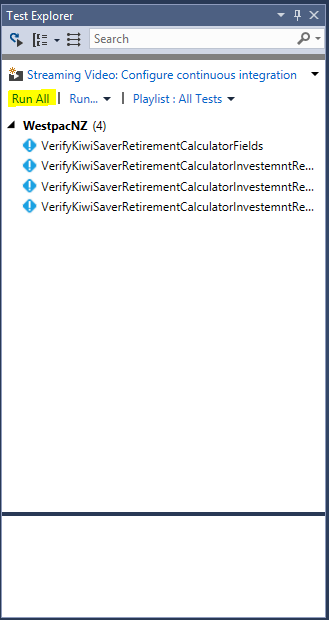 Test Explorer
Search
Streaming Video: Configure continuous integration
Run All | Run... | Playlist : All Tests
WestpacNZ (4)
VerifyKiwiSaverRetirementCalculatorFields
VerifyKiwiSaverRetirementCalculatorInvestemntRe...
VerifyKiwiSaverRetirementCalculatorInvestemntRe...
VerifyKiwiSaverRetirementCalculatorInvestemntRe...